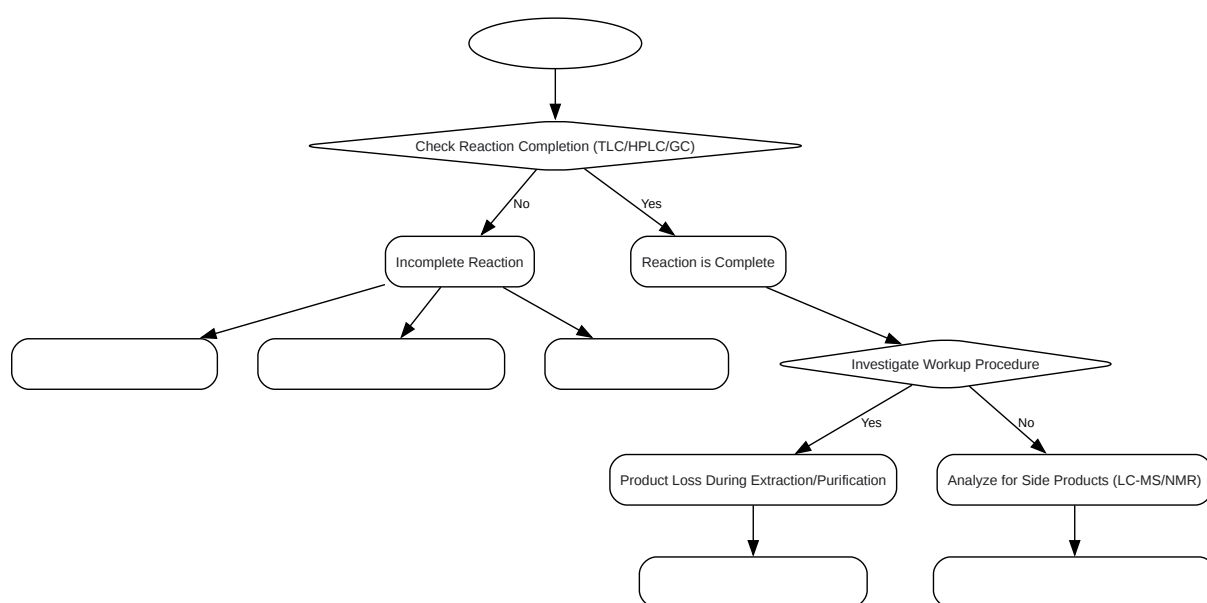 Check Reaction Completion (TLC/HPLC/GC)
No
Yes
Incomplete Reaction
Reaction is Complete
Investigate Workup Procedure
Yes
No
Product Loss During Extraction/Purification
Analyze for Side Products (LC-MS/NMR)